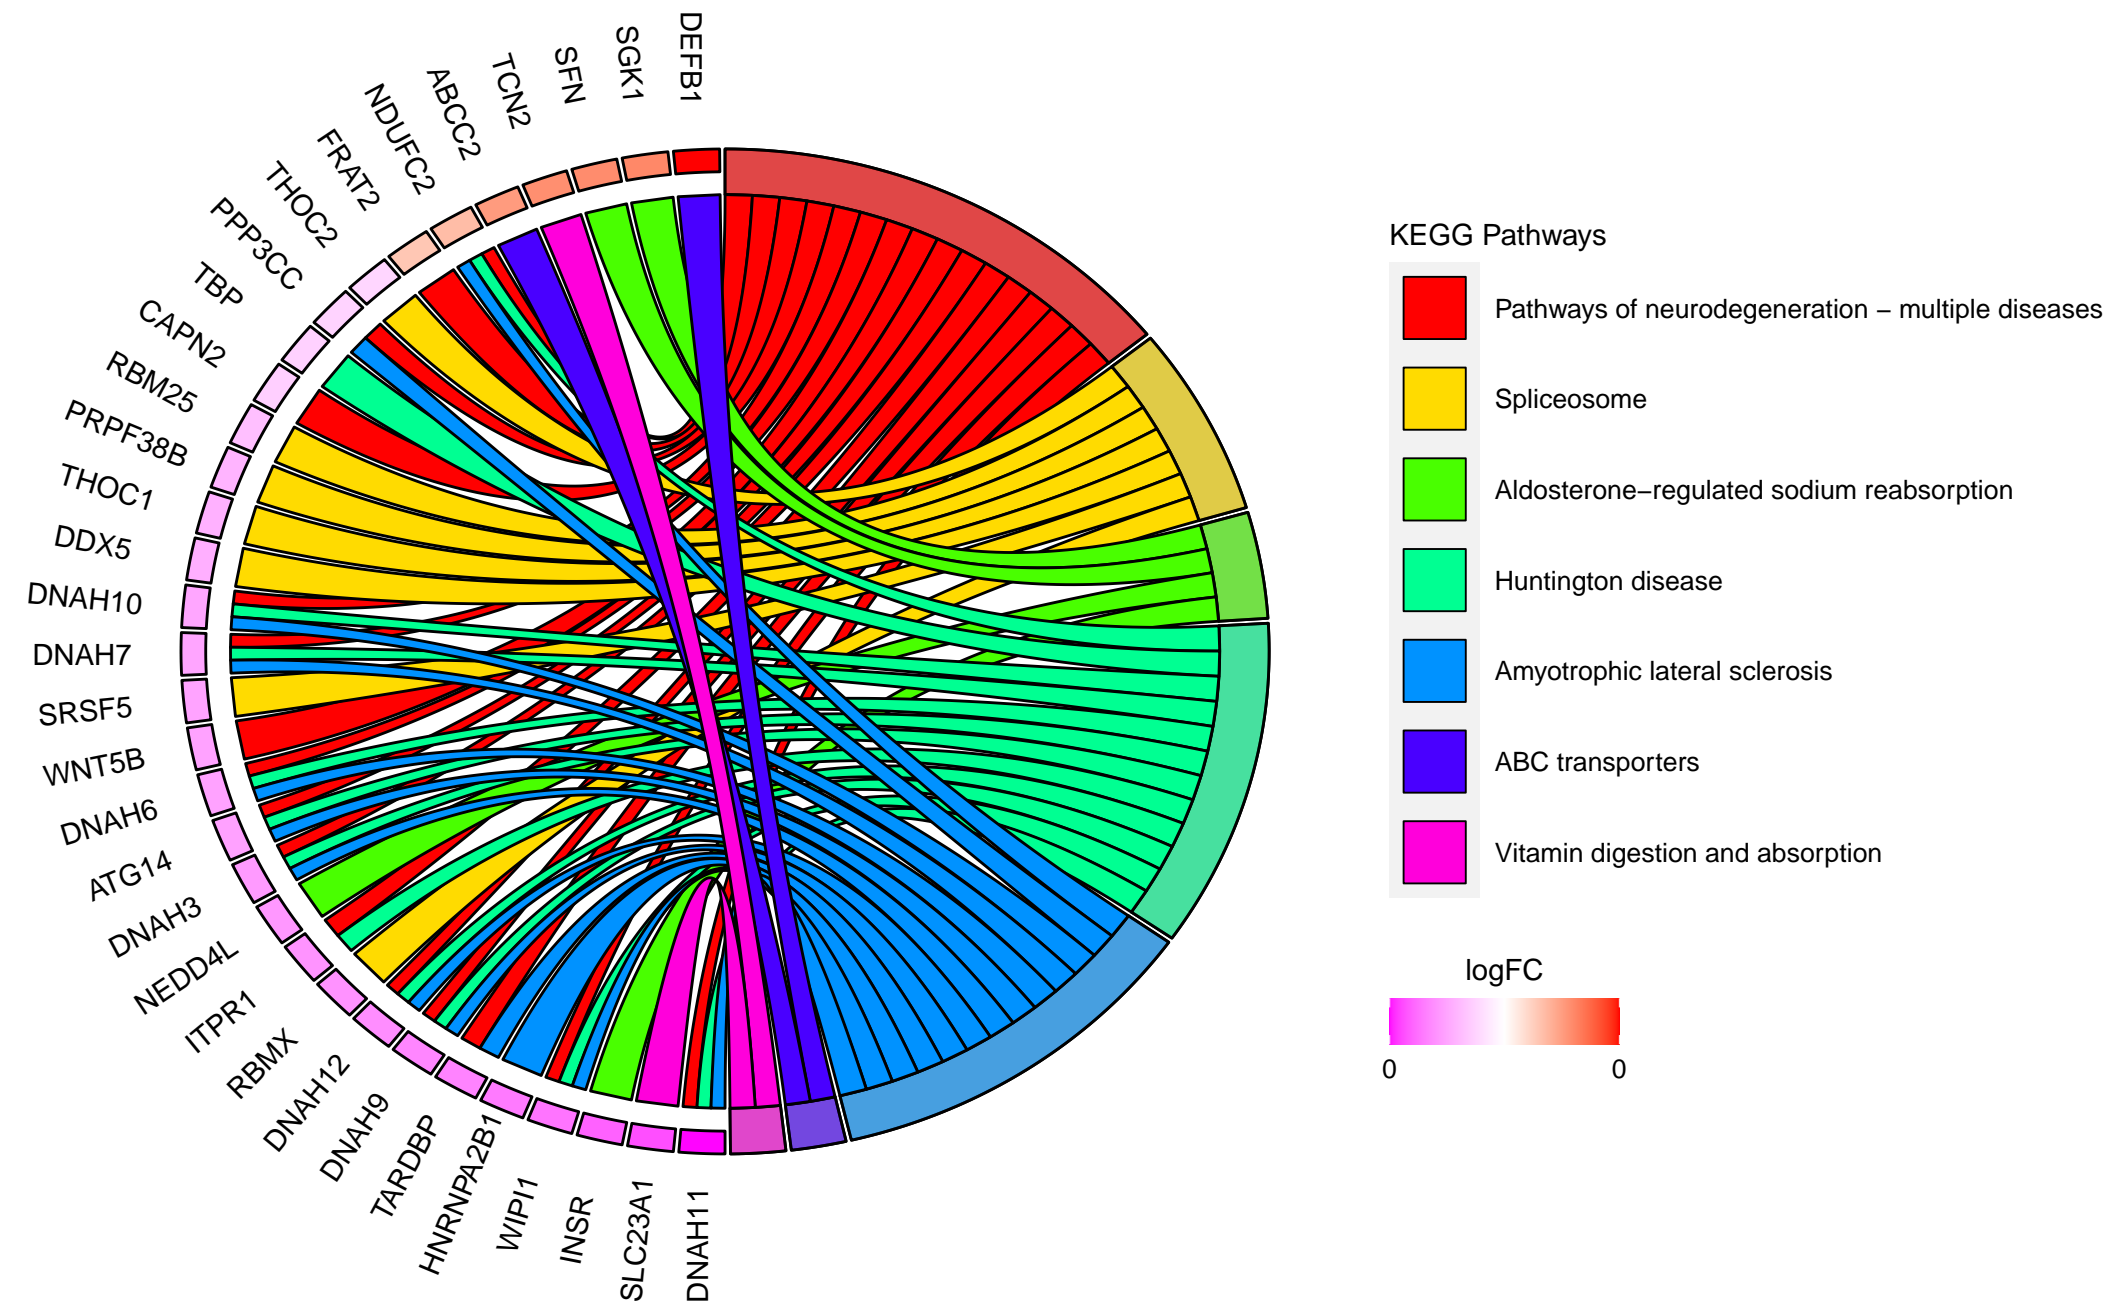 DEFB1
SGK1
SFN
TCN2
ABCC2
NDUFC2
FRAT2
THOC2
PPP3CC
TBP
CAPN2
RBM25
PRPF38B
THOC1
DDX5
DNAH10
DNAH7
SRSF5
WNT5B
DNAH6
ATG14
DNAH3
NEDD4L
ITPR1
RBMX
DNAH12
DNAH9
TARDBP
HNRNPA2B1
WIPI1
INSR
SLC23A1
DNAH11
KEGG Pathways
Pathways of neurodegeneration − multiple diseases
Spliceosome
Aldosterone−regulated sodium reabsorption
Huntington disease
Amyotrophic lateral sclerosis
ABC transporters
Vitamin digestion and absorption
logFC
0 0